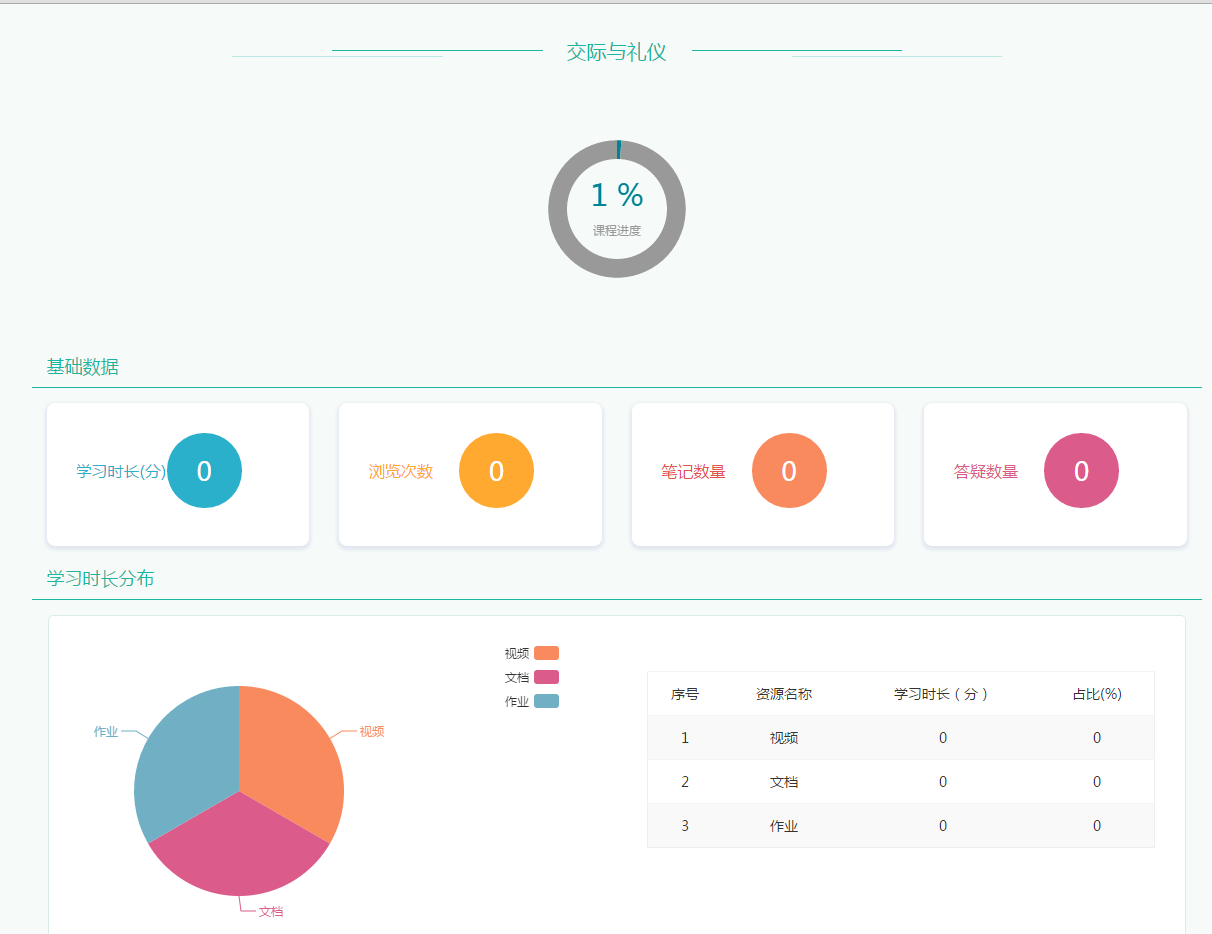 交际与礼仪
1 %
课程进度
基础数据
学习时长(分) 0
浏览次数 0
笔记数量 0
答疑数量 0
学习时长分布
视频
文档
作业
作业
视频
文档
序号 资源名称 学习时长（分） 占比(%)
1 视频 0 0
2 文档 0 0
3 作业 0 0